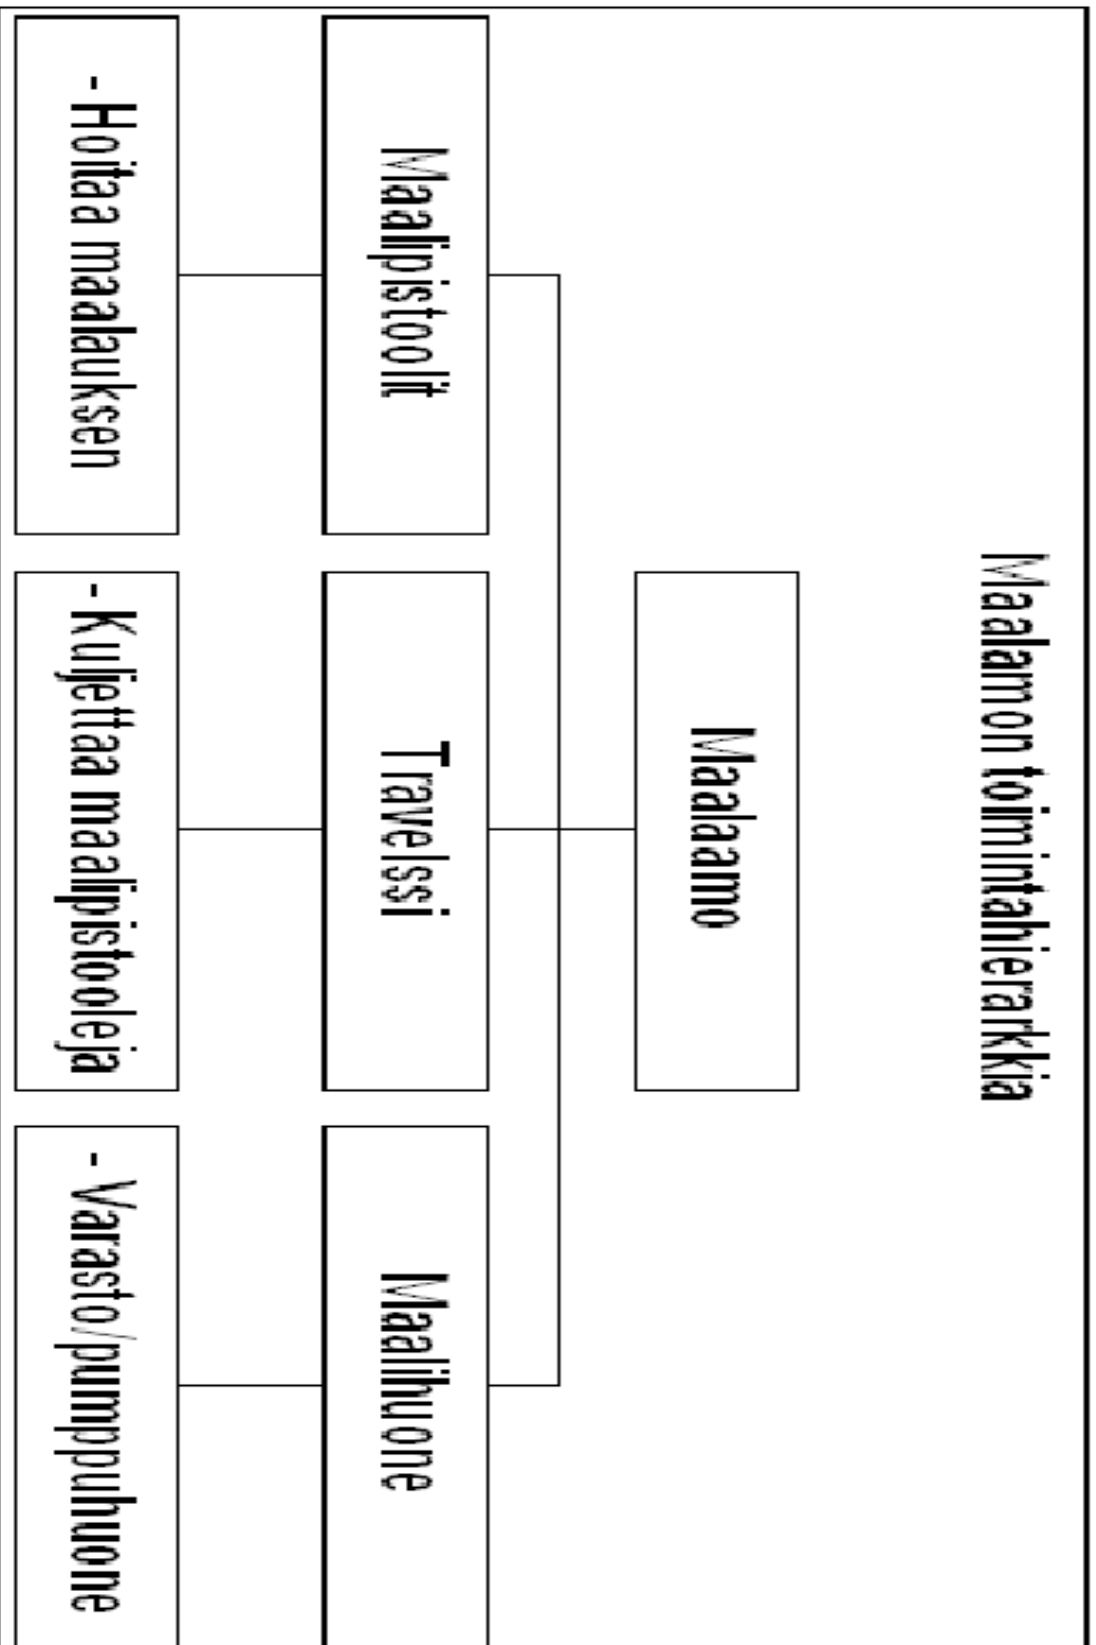 Maalamon toimintahierarkkia
Maalaamo
Maalipistoolit
Travelssi
Maalihuone
- Hoitaa maalauksen
- Kuljettaa maalipistooleja
- Varasto/pumppuhuone